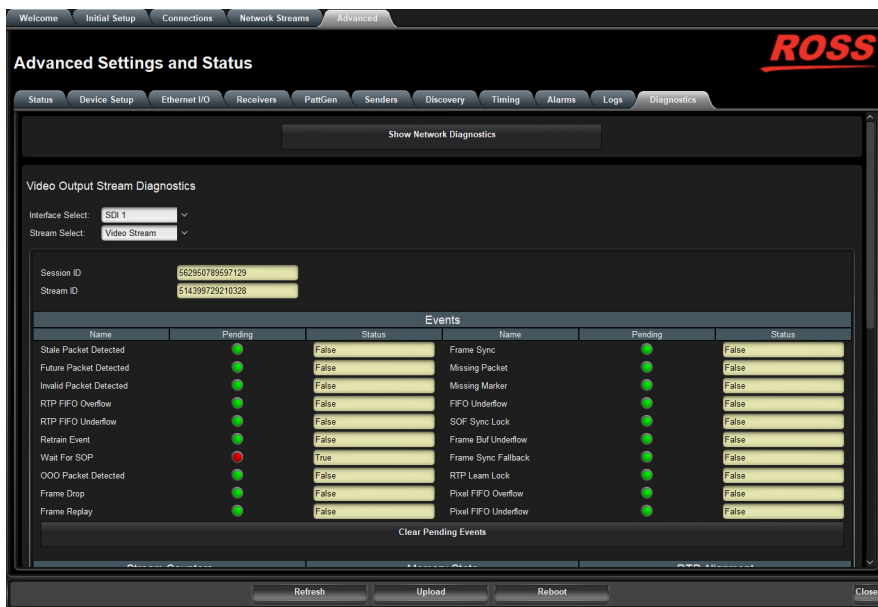 Welcome Initial Setup Connections Network Streams Advanced
ROSS
Advanced Settings and Status
Status Device Setup Ethernet I/O Receivers PattGen Senders Discovery Timing Alarms Logs Diagnostics
Show Network Diagnostics
Video Output Stream Diagnostics
Interface Select: SDI 1
Stream Select: Video Stream
Session ID 562950789597129
Stream ID 514399729210328
Events
Name Pending Status Name Pending Status
Stale Packet Detected False Frame Sync False
Future Packet Detected False Missing Packet False
Invalid Packet Detected False Missing Marker False
RTP FIFO Overflow False FIFO Underflow False
RTP FIFO Underflow False SOF Sync Lock False
Retrain Event False Frame Buf Underflow False
Wait For SOP True Frame Sync Fallback False
OOO Packet Detected False RTP Learn Lock False
Frame Drop False Pixel FIFO Overflow False
Frame Replay False Pixel FIFO Underflow False
Clear Pending Events
Stream Counters Memory State RTP Alignment
Refresh Upload Reboot Close